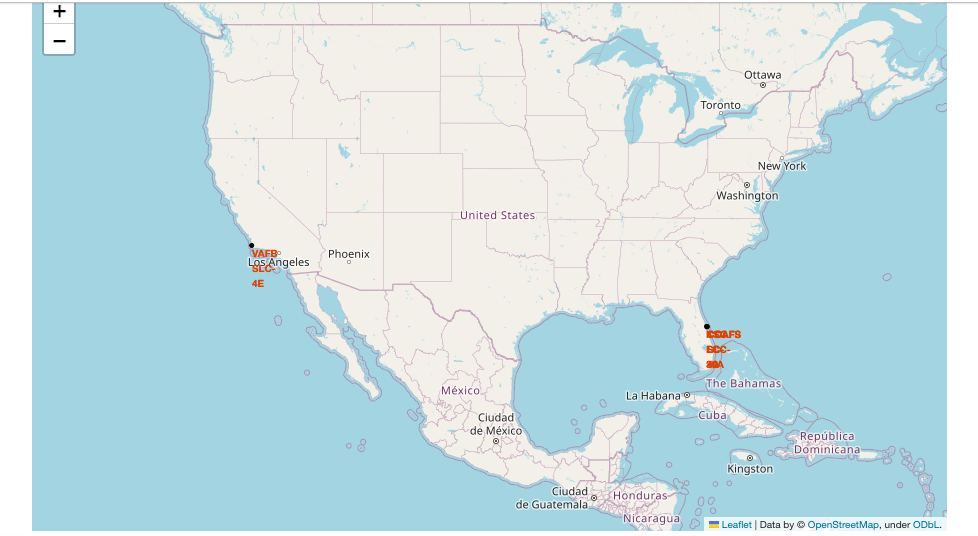 +
−
Ottawa
Toronto
New York
Washington
United States
VAFB
SLC-
4E
Los Angeles
Phoenix
The Bahamas
La Habana
Cuba
México
Ciudad
de México
República
Dominicana
Kingston
Ciudad
de Guatemala
Honduras
Nicaragua
Leaflet | Data by © OpenStreetMap, under ODbL.